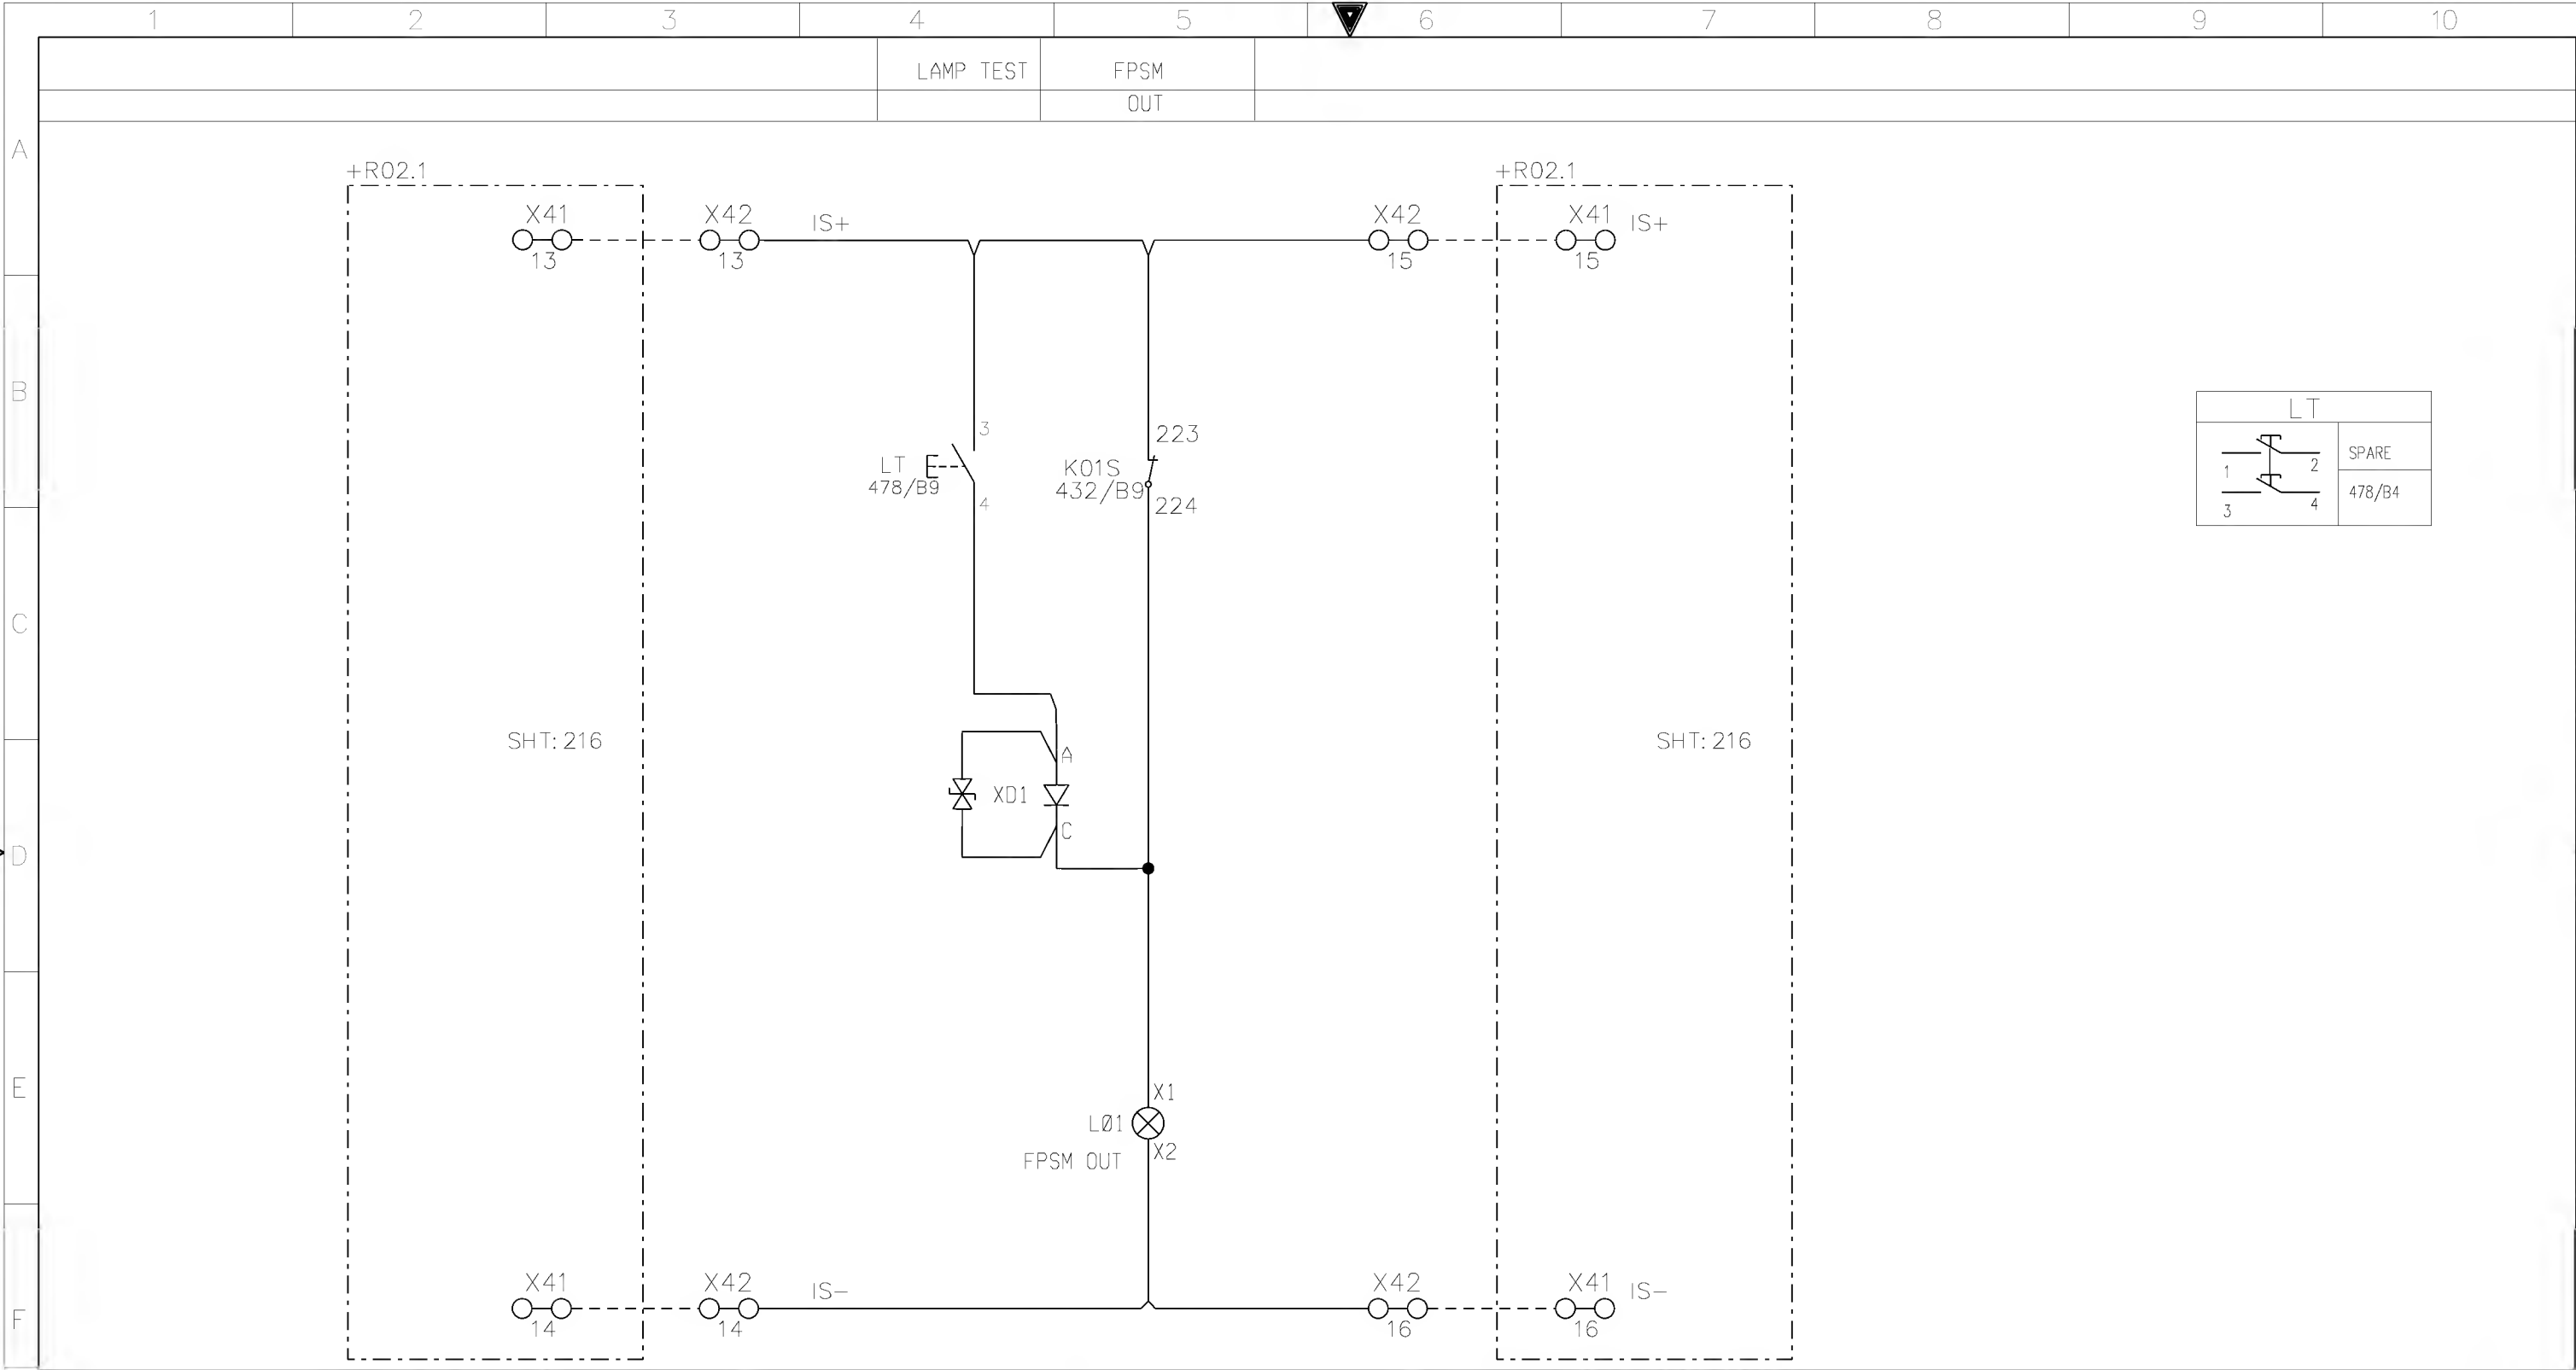 1 2 3 4 5 6 7 8 9 10
LAMP TEST FPSM
OUT
A
+R02.1 +R02.1
X41 X42 IS+ X42 X41 IS+
13 13 15 15
B
LT
1 2 SPARE
3 4 478/B4
3 223
LT K01S
478/B9 432/B9
4 224
C
SHT: 216 SHT: 216
A
XD1
C
D
E
X1
LØ1
X2
FPSM OUT
X41 X42 IS− X42 X41 IS−
F
14 14 16 16